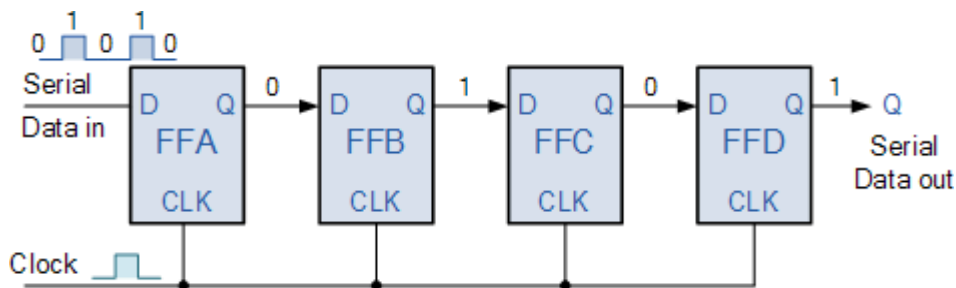 0 1 0 1 0
Serial
Data in
D Q 0 D Q 1 D Q 0 D Q 1 Q
FFA FFB FFC FFD
Serial
Data out
CLK CLK CLK CLK
Clock